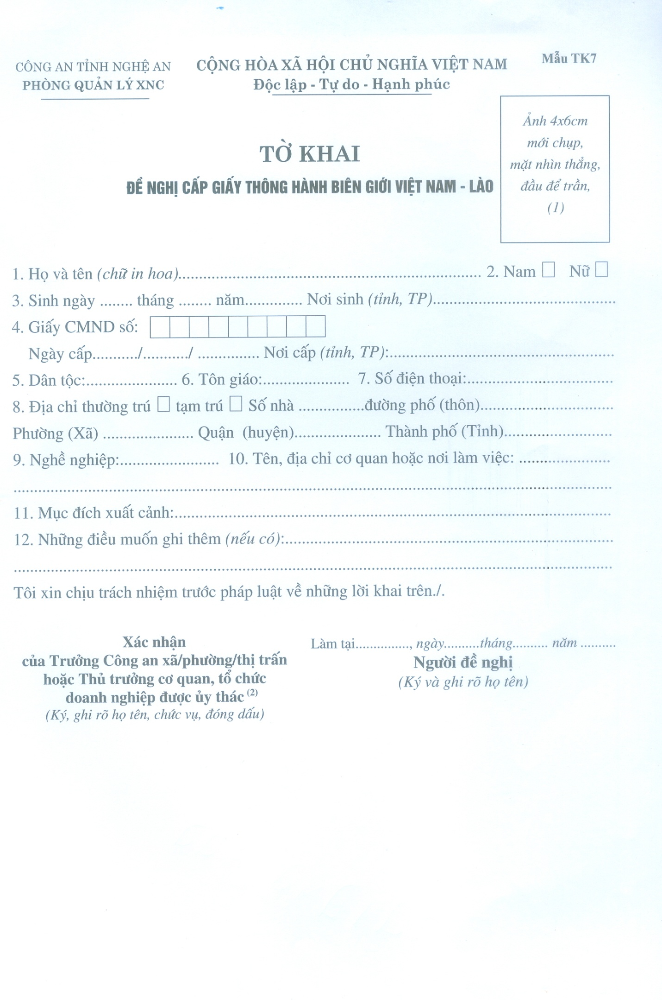 CÔNG AN TỈNH NGHỆ AN
PHÒNG QUẢN LÝ XNC
CỘNG HÒA XÃ HỘI CHỦ NGHĨA VIỆT NAM
Độc lập - Tự do - Hạnh phúc
Mẫu TK7
Ảnh 4x6cm
mới chụp,
mặt nhìn thẳng,
đầu để trần,
(1)
TỜ KHAI
ĐỀ NGHỊ CẤP GIẤY THÔNG HÀNH BIÊN GIỚI VIỆT NAM - LÀO
1. Họ và tên (chữ in hoa)........................................................................ 2. Nam □ Nữ □
3. Sinh ngày ........ tháng ........ năm.............. Nơi sinh (tỉnh, TP)............................................
4. Giấy CMND số:
Ngày cấp.........../.........../ ............... Nơi cấp (tỉnh, TP):......................................................
5. Dân tộc:...................... 6. Tôn giáo:..................... 7. Số điện thoại:...................................
8. Địa chỉ thường trú □ tạm trú □ Số nhà ................đường phố (thôn)................................
Phường (Xã) ...................... Quận (huyện)..................... Thành phố (Tỉnh)..........................
9. Nghề nghiệp:........................ 10. Tên, địa chỉ cơ quan hoặc nơi làm việc: ......................
................................................................................................................................................
11. Mục đích xuất cảnh:.........................................................................................................
12. Những điều muốn ghi thêm (nếu có):...............................................................................
................................................................................................................................................
Tôi xin chịu trách nhiệm trước pháp luật về những lời khai trên./.
Xác nhận
của Trưởng Công an xã/phường/thị trấn
hoặc Thủ trưởng cơ quan, tổ chức
doanh nghiệp được ủy thác (2)
(Ký, ghi rõ họ tên, chức vụ, đóng dấu)
Làm tại..............., ngày..........tháng.......... năm ..........
Người đề nghị
(Ký và ghi rõ họ tên)